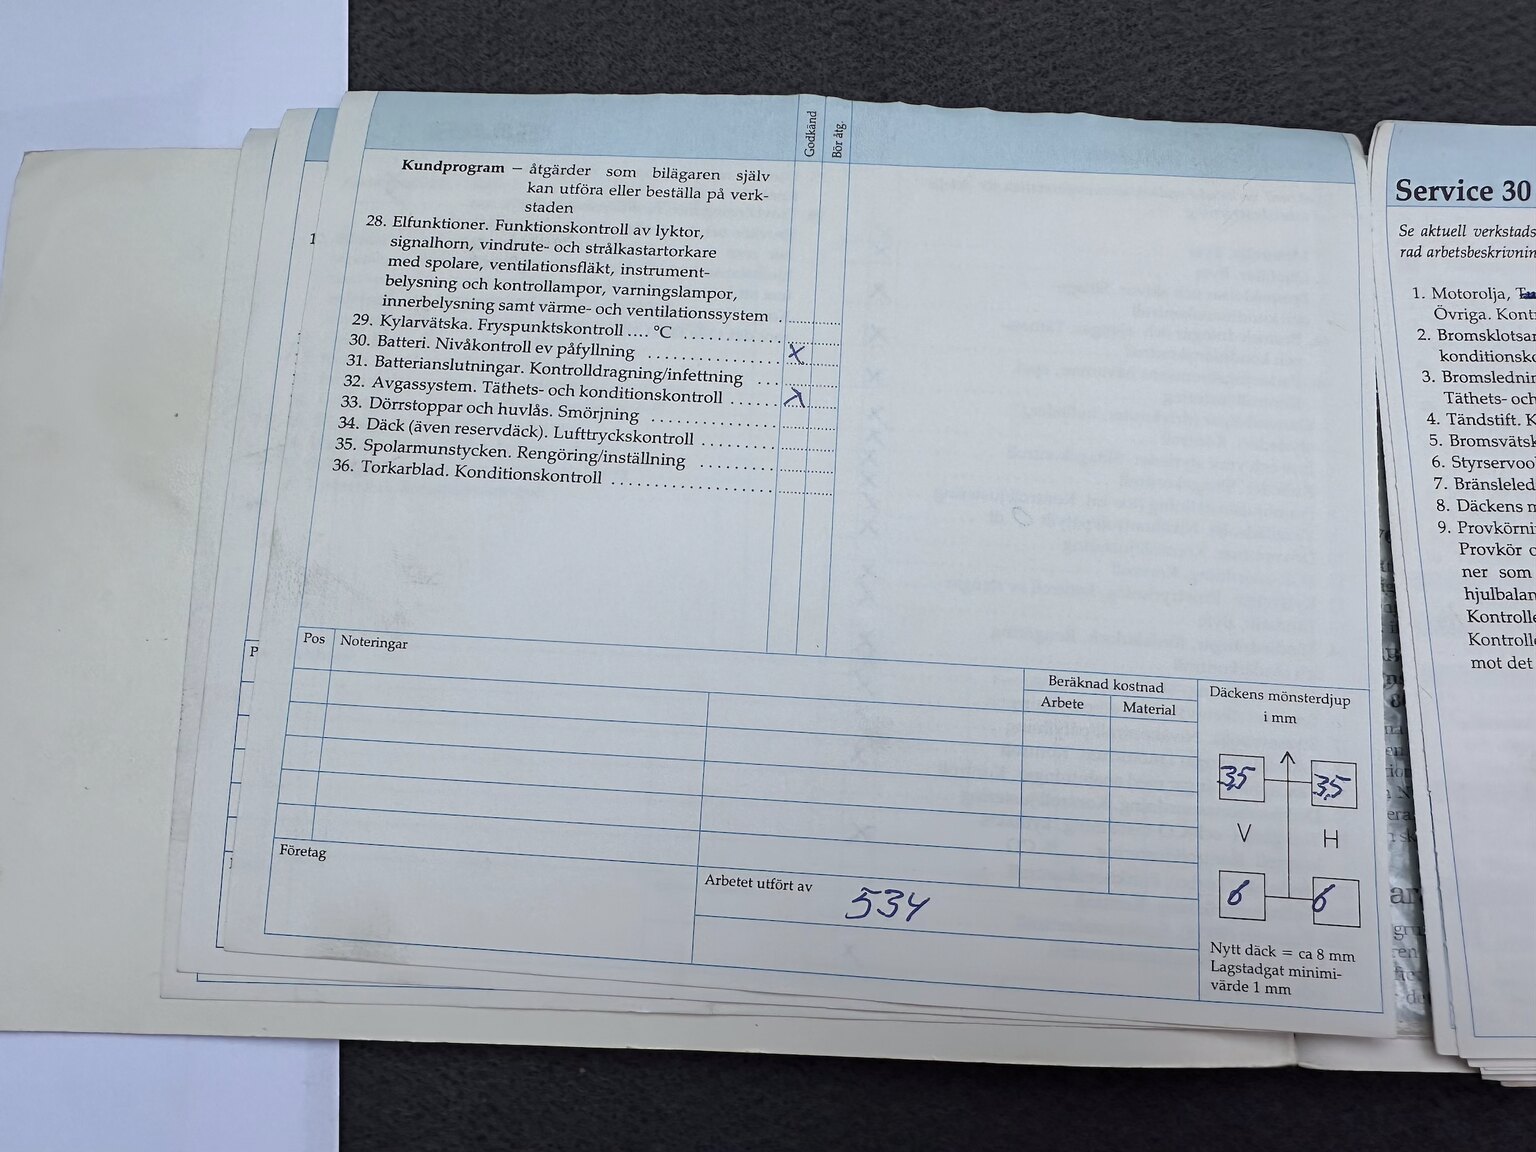 Godkänd
Bör åtg.
Kundprogram – åtgärder som bilägaren själv
kan utföra eller beställa på verk-
staden
28. Elfunktioner. Funktionskontroll av lyktor,
signalhorn, vindrute- och strålkastartorkare
med spolare, ventilationsfläkt, instrument-
belysning och kontrollampor, varningslampor,
innerbelysning samt värme- och ventilationssystem .
29. Kylarvätska. Fryspunktskontroll .... °C ..........
30. Batteri. Nivåkontroll ev påfyllning .............. X
31. Batterianslutningar. Kontrolldragning/infettning ...
32. Avgassystem. Täthets- och konditionskontroll ..... X
33. Dörrstoppar och huvlås. Smörjning ..............
34. Däck (även reservdäck). Lufttryckskontroll ........
35. Spolarmunstycken. Rengöring/inställning ........
36. Torkarblad. Konditionskontroll ..................
Pos Noteringar
Beräknad kostnad
Arbete Material
Däckens mönsterdjup
i mm
3,5 3,5
V H
6 6
Nytt däck = ca 8 mm
Lagstadgat minimi-
värde 1 mm
Företag
Arbetet utfört av 534
1
P
Service 30
Se aktuell verkstads
rad arbetsbeskrivnin
1. Motorolja,
Övriga. Kont
2. Bromsklotsar
konditionsko
3. Bromslednin
Täthets- och
4. Tändstift. K
5. Bromsvätsk
6. Styrservool
7. Bränsleled
8. Däckens m
9. Provkörni
Provkör o
ner som
hjulbalan
Kontrolle
Kontrolle
mot det